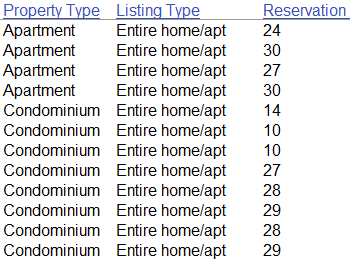 Property Type Listing Type Reservation
Apartment Entire home/apt 24
Apartment Entire home/apt 30
Apartment Entire home/apt 27
Apartment Entire home/apt 30
Condominium Entire home/apt 14
Condominium Entire home/apt 10
Condominium Entire home/apt 10
Condominium Entire home/apt 27
Condominium Entire home/apt 28
Condominium Entire home/apt 29
Condominium Entire home/apt 28
Condominium Entire home/apt 29